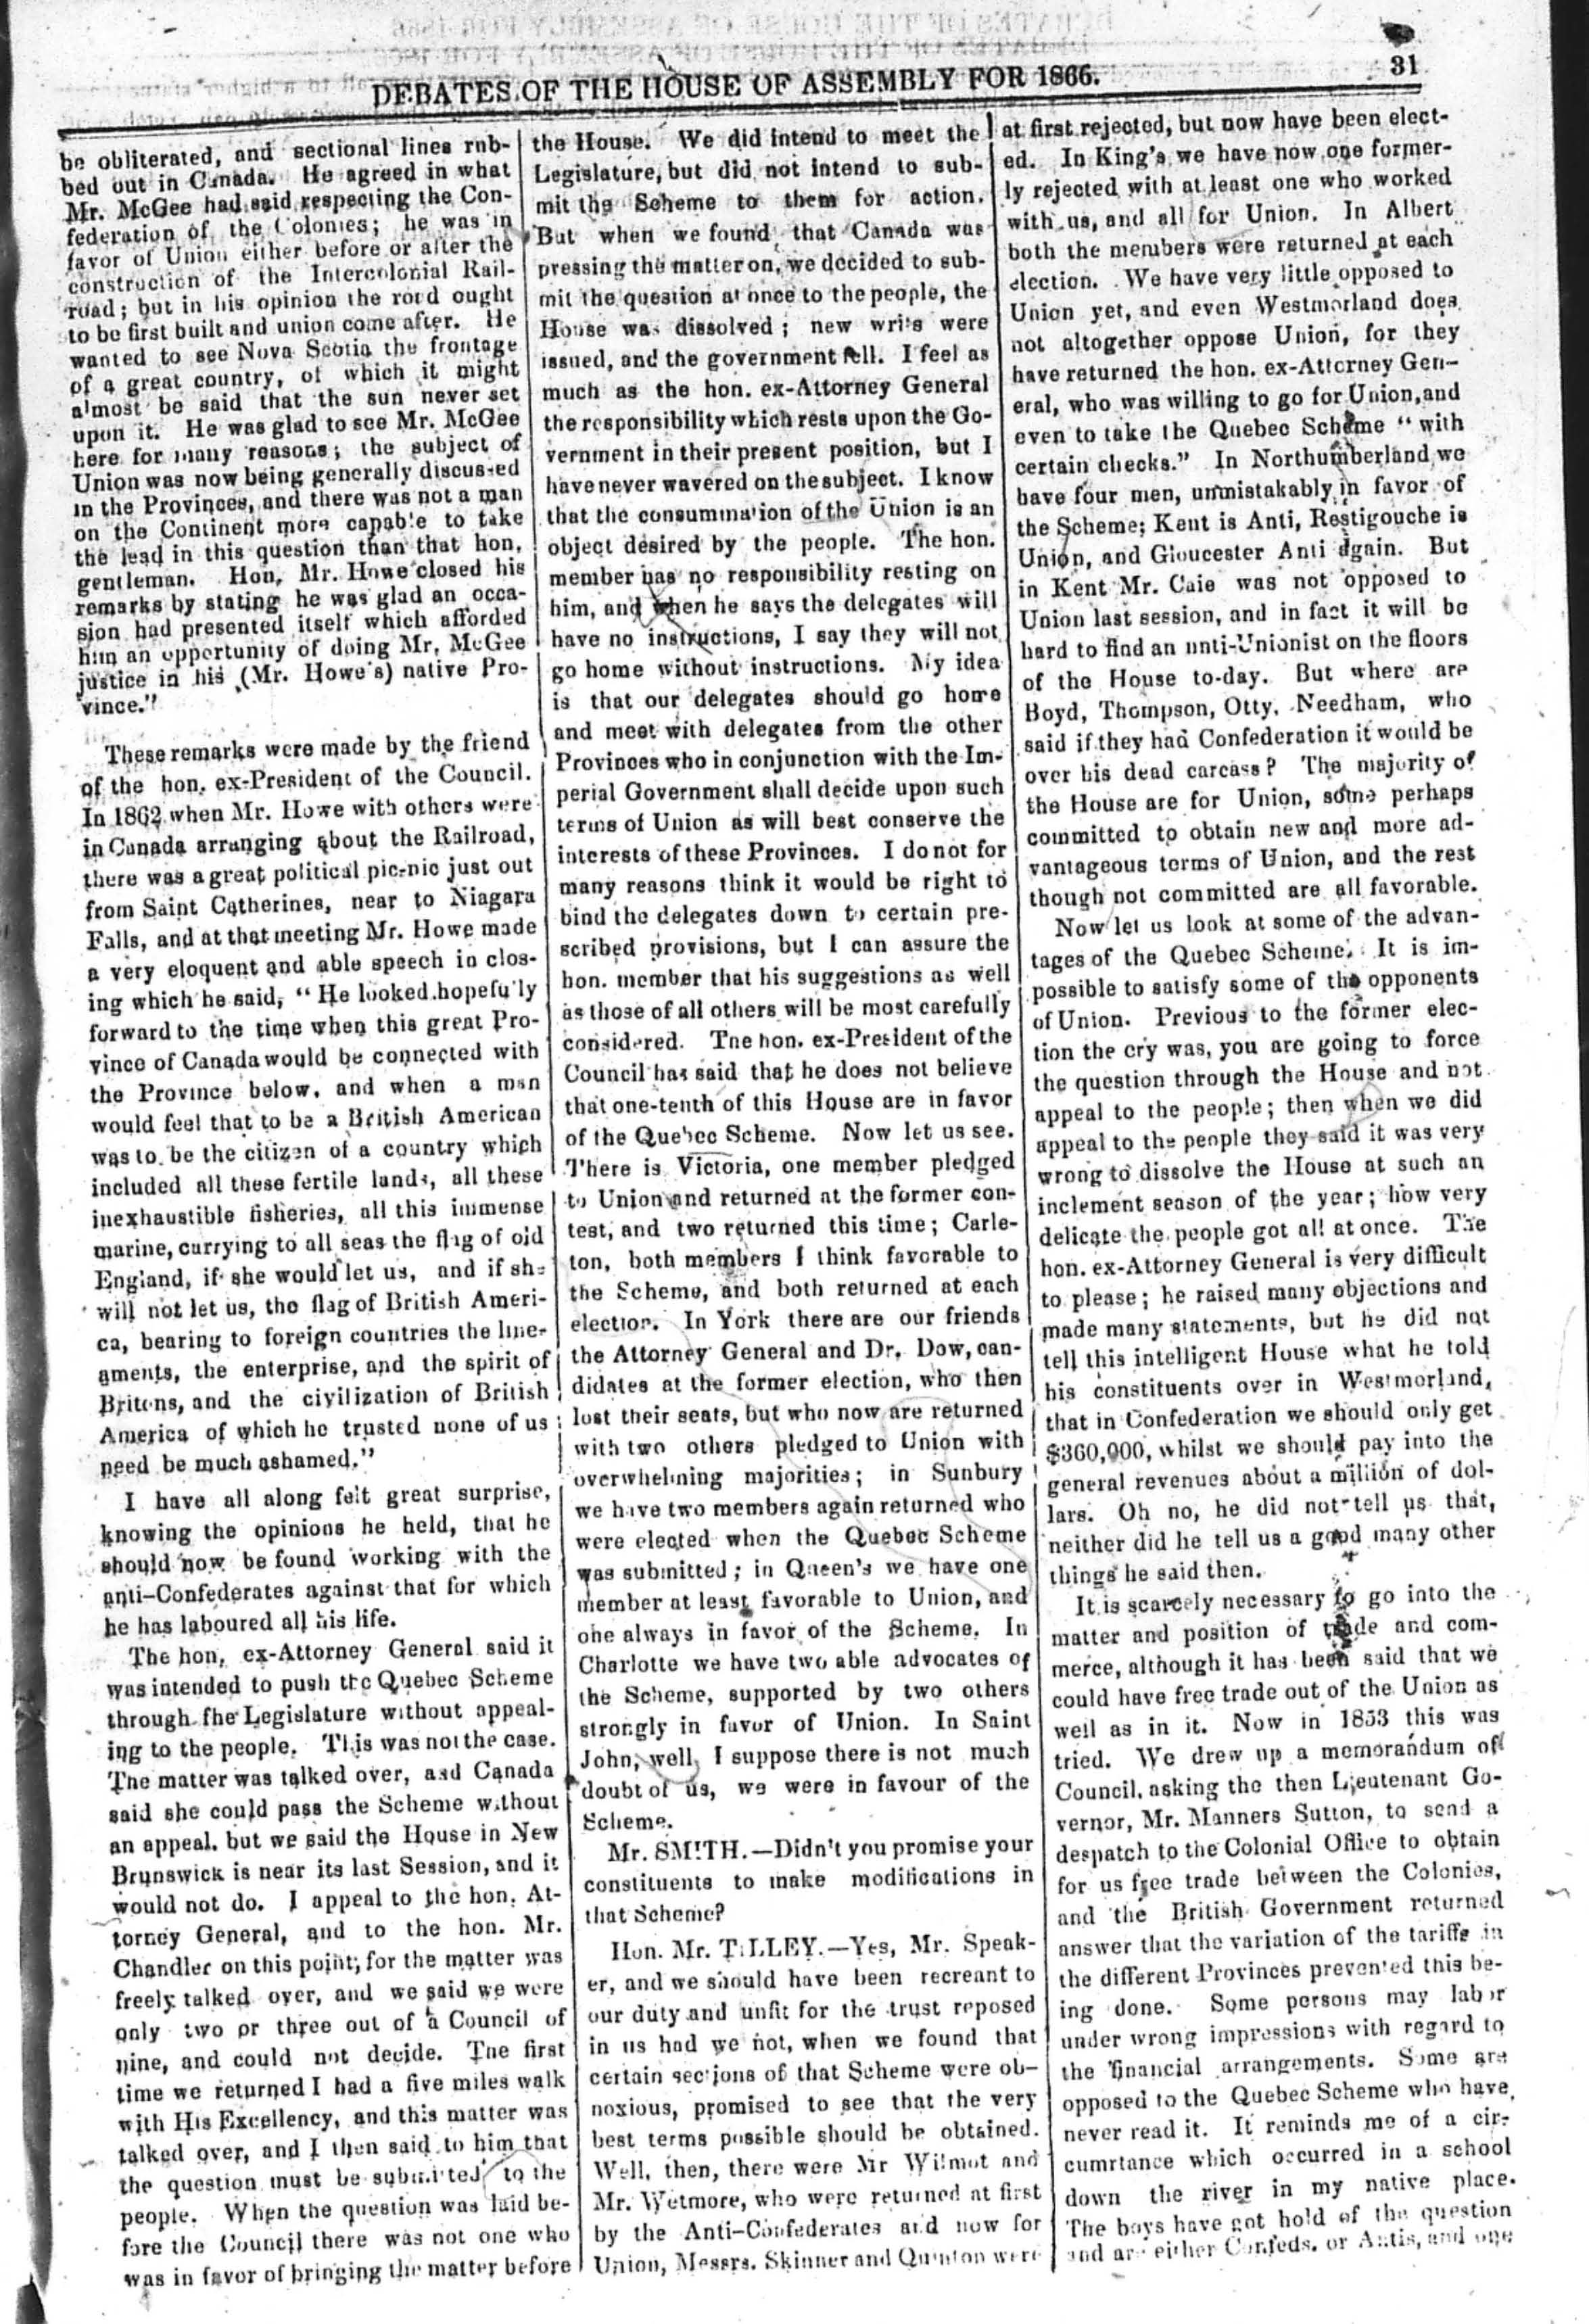 DEBATES OF THE HOUSE OF ASSEMBLY FOR 1866.
31
be obliterated, and sectional lines rub-
bed out in Canada. He agreed in what
Mr. McGee had said respecting the Con-
federation of the Colonies; he was in
favor of Union either before or after the
construction of the Intercolonial Rail-
road; but in his opinion the road ought
to be first built and union come after. He
wanted to see Nova Scotia the frontage
of a great country, of which it might
almost be said that the sun never set
upon it. He was glad to see Mr. McGee
here for many reasons; the subject of
Union was now being generally discussed
in the Provinces, and there was not a man
on the Continent more capable to take
the lead in this question than that hon.
gentleman. Hon. Mr. Howe closed his
remarks by stating he was glad an occa-
sion had presented itself which afforded
him an opportunity of doing Mr. McGee
justice in his (Mr. Howe's) native Pro-
vince."
These remarks were made by the friend
of the hon. ex-President of the Council.
In 1862 when Mr. Howe with others were
in Canada arranging about the Railroad,
there was a great political pic-nic just out
from Saint Catherines, near to Niagara
Falls, and at that meeting Mr. Howe made
a very eloquent and able speech in clos-
ing which he said, "He looked hopefully
forward to the time when this great Pro-
vince of Canada would be connected with
the Province below, and when a man
would feel that to be a British American
was to be the citizen of a country which
included all these fertile lands, all these
inexhaustible fisheries, all this immense
marine, carrying to all seas the flag of old
England, if she would let us, and if she
will not let us, the flag of British Ameri-
ca, bearing to foreign countries the line-
aments, the enterprise, and the spirit of
Britons, and the civilization of British
America of which he trusted none of us
need be much ashamed."
I have all along felt great surprise,
knowing the opinions he held, that he
should now be found working with the
anti-Confederates against that for which
he has laboured all his life.
The hon. ex-Attorney General said it
was intended to push the Quebec Scheme
through the Legislature without appeal-
ing to the people. This was not the case.
The matter was talked over, and Canada
said she could pass the Scheme without
an appeal, but we said the House in New
Brunswick is near its last Session, and it
would not do. I appeal to the hon. At-
torney General, and to the hon. Mr.
Chandler on this point, for the matter was
freely talked over, and we said we were
only two or three out of a Council of
nine, and could not decide. The first
time we returned I had a five miles walk
with His Excellency, and this matter was
talked over, and I then said to him that
the question must be submitted to the
people. When the question was laid be-
fore the Council there was not one who
was in favor of bringing the matter before
the House. We did intend to meet the
Legislature, but did not intend to sub-
mit the Scheme to them for action.
But when we found that Canada was
pressing the matter on, we decided to sub-
mit the question at once to the people, the
House was dissolved; new writs were
issued, and the government fell. I feel as
much as the hon. ex-Attorney General
the responsibility which rests upon the Go-
vernment in their present position, but I
have never wavered on the subject. I know
that the consummation of the Union is an
object desired by the people. The hon.
member has no responsibility resting on
him, and when he says the delegates will
have no instructions, I say they will not
go home without instructions. My idea
is that our delegates should go home
and meet with delegates from the other
Provinces who in conjunction with the Im-
perial Government shall decide upon such
terms of Union as will best conserve the
interests of these Provinces. I do not for
many reasons think it would be right to
bind the delegates down to certain pre-
scribed provisions, but I can assure the
hon. member that his suggestions as well
as those of all others will be most carefully
considered. The hon. ex-President of the
Council has said that he does not believe
that one-tenth of this House are in favor
of the Quebec Scheme. Now let us see.
There is Victoria, one member pledged
to Union and returned at the former con-
test, and two returned this time; Carle-
ton, both members I think favorable to
the Scheme, and both returned at each
election. In York there are our friends
the Attorney General and Dr. Dow, can-
didates at the former election, who then
lost their seats, but who now are returned
with two others pledged to Union with
overwhelming majorities; in Sunbury
we have two members again returned who
were elected when the Quebec Scheme
was submitted; in Queen's we have one
member at least favorable to Union, and
one always in favor of the Scheme. In
Charlotte we have two able advocates of
the Scheme, supported by two others
strongly in favor of Union. In Saint
John, well, I suppose there is not much
doubt of us, we were in favour of the
Scheme.
Mr. SMITH.—Didn't you promise your
constituents to make modifications in
that Scheme?
Hon. Mr. TILLEY.—Yes, Mr. Speak-
er, and we should have been recreant to
our duty and unfit for the trust reposed
in us had we not, when we found that
certain sections of that Scheme were ob-
noxious, promised to see that the very
best terms possible should be obtained.
Well, then, there were Mr Wilmot and
Mr. Wetmore, who were returned at first
by the Anti-Confederates and now for
Union, Messrs. Skinner and Quinton were
at first rejected, but now have been elect-
ed. In King's we have now one former-
ly rejected with at least one who worked
with us, and all for Union. In Albert
both the members were returned at each
election. We have very little opposed to
Union yet, and even Westmorland does
not altogether oppose Union, for they
have returned the hon. ex-Attorney Gen-
eral, who was willing to go for Union, and
even to take the Quebec Scheme "with
certain checks." In Northumberland we
have four men, unmistakably in favor of
the Scheme; Kent is Anti, Restigouche is
Union, and Gloucester Anti again. But
in Kent Mr. Caie was not opposed to
Union last session, and in fact it will be
hard to find an unti-Unionist on the floors
of the House to-day. But where are
Boyd, Thompson, Otty, Needham, who
said if they had Confederation it would be
over his dead carcass? The majority of
the House are for Union, some perhaps
committed to obtain new and more ad-
vantageous terms of Union, and the rest
though not committed are all favorable.
Now let us look at some of the advan-
tages of the Quebec Scheme. It is im-
possible to satisfy some of the opponents
of Union. Previous to the former elec-
tion the cry was, you are going to force
the question through the House and not
appeal to the people; then when we did
appeal to the people they said it was very
wrong to dissolve the House at such an
inclement season of the year; how very
delicate the people got all at once. The
hon. ex-Attorney General is very difficult
to please; he raised many objections and
made many statements, but he did not
tell this intelligent House what he told
his constituents over in Westmorland,
that in Confederation we should only get
$360,000, whilst we should pay into the
general revenues about a million of dol-
lars. Oh no, he did not tell us that,
neither did he tell us a good many other
things he said then.
It is scarcely necessary to go into the
matter and position of trade and com-
merce, although it has been said that we
could have free trade out of the Union as
well as in it. Now in 1853 this was
tried. We drew up a memorandum of
Council, asking the then Lieutenant Go-
vernor, Mr. Manners Sutton, to send a
despatch to the Colonial Office to obtain
for us free trade between the Colonies,
and the British Government returned
answer that the variation of the tariffs in
the different Provinces prevented this be-
ing done. Some persons may labor
under wrong impressions with regard to
the financial arrangements. Some are
opposed to the Quebec Scheme who have
never read it. It reminds me of a cir-
cumrtance which occurred in a school
down the river in my native place.
The boys have got hold of the question
and are either Confeds. or Antis, and one